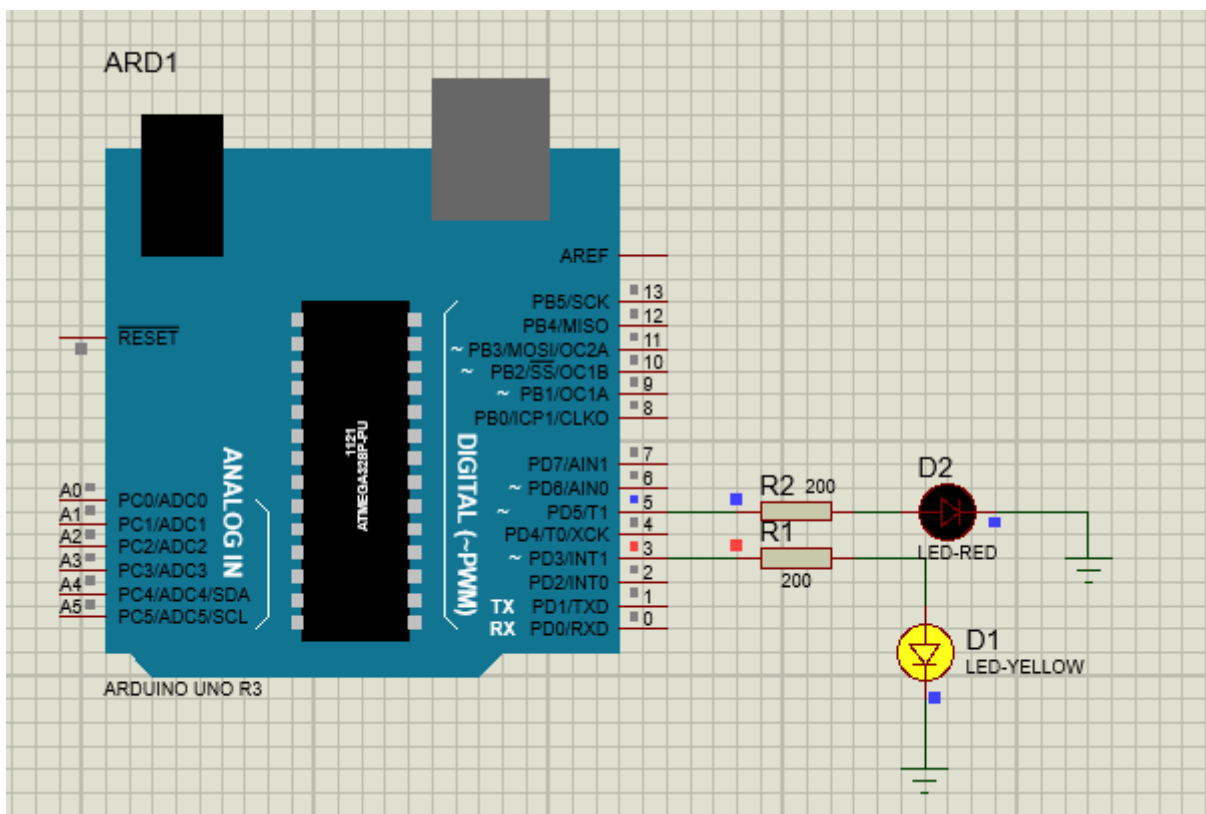 ARD1
AREF
PB5/SCK 13
PB4/MISO 12
~ PB3/MOSI/OC2A 11
~ PB2/SS/OC1B 10
~ PB1/OC1A 9
PB0/ICP1/CLKO 8
RESET
1121
ATMEGA328P-PU
ANALOG IN
DIGITAL (~PWM)
PD7/AIN1 7
~ PD6/AIN0 6
~ PD5/T1 5
PD4/T0/XCK 4
~ PD3/INT1 3
PD2/INT0 2
TX PD1/TXD 1
RX PD0/RXD 0
A0 PC0/ADC0
A1 PC1/ADC1
A2 PC2/ADC2
A3 PC3/ADC3
A4 PC4/ADC4/SDA
A5 PC5/ADC5/SCL
ARDUINO UNO R3
R2 200
D2
LED-RED
R1
200
D1
LED-YELLOW